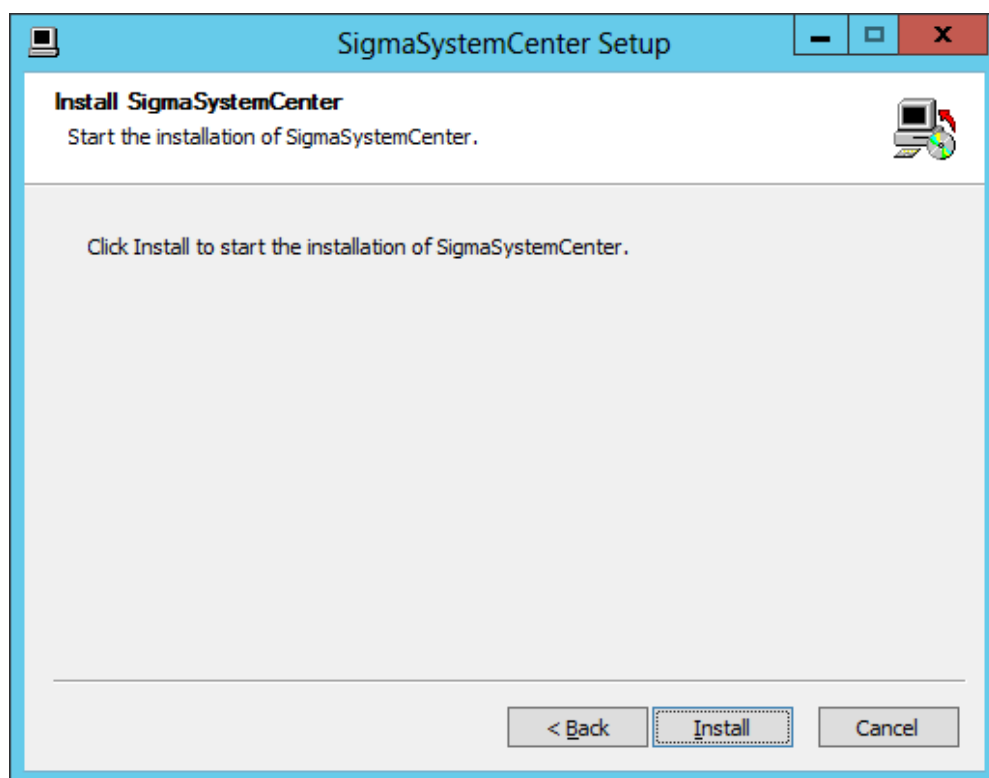 SigmaSystemCenter Setup
Install SigmaSystemCenter
Start the installation of SigmaSystemCenter.
Click Install to start the installation of SigmaSystemCenter.
< Back
Install
Cancel